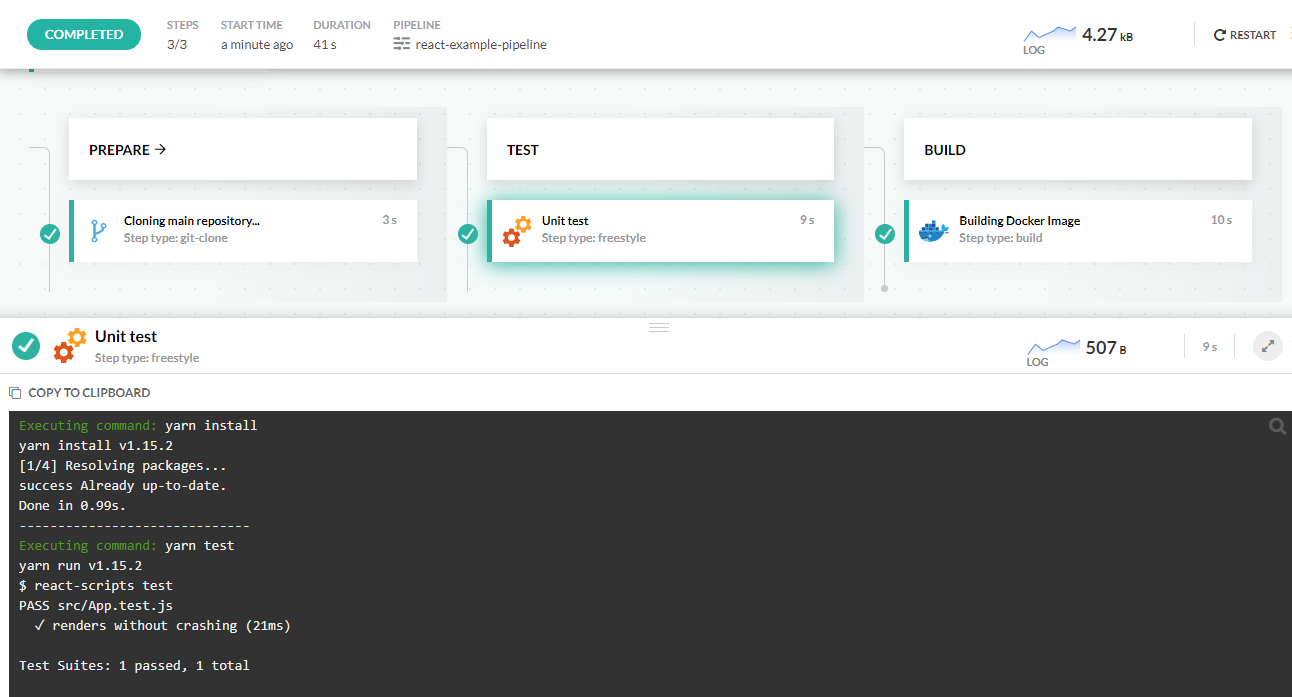 COMPLETED
STEPS
3/3
START TIME
a minute ago
DURATION
41 s
PIPELINE
react-example-pipeline
LOG
4.27 kB
RESTART
PREPARE →
TEST
BUILD
Cloning main repository...
3 s
Step type: git-clone
Unit test
9 s
Step type: freestyle
Building Docker Image
10 s
Step type: build
Unit test
Step type: freestyle
LOG
507 B
9 s
COPY TO CLIPBOARD
Executing command: yarn install
yarn install v1.15.2
[1/4] Resolving packages...
success Already up-to-date.
Done in 0.99s.
------------------------------
Executing command: yarn test
yarn run v1.15.2
$ react-scripts test
PASS src/App.test.js
✓ renders without crashing (21ms)
Test Suites: 1 passed, 1 total